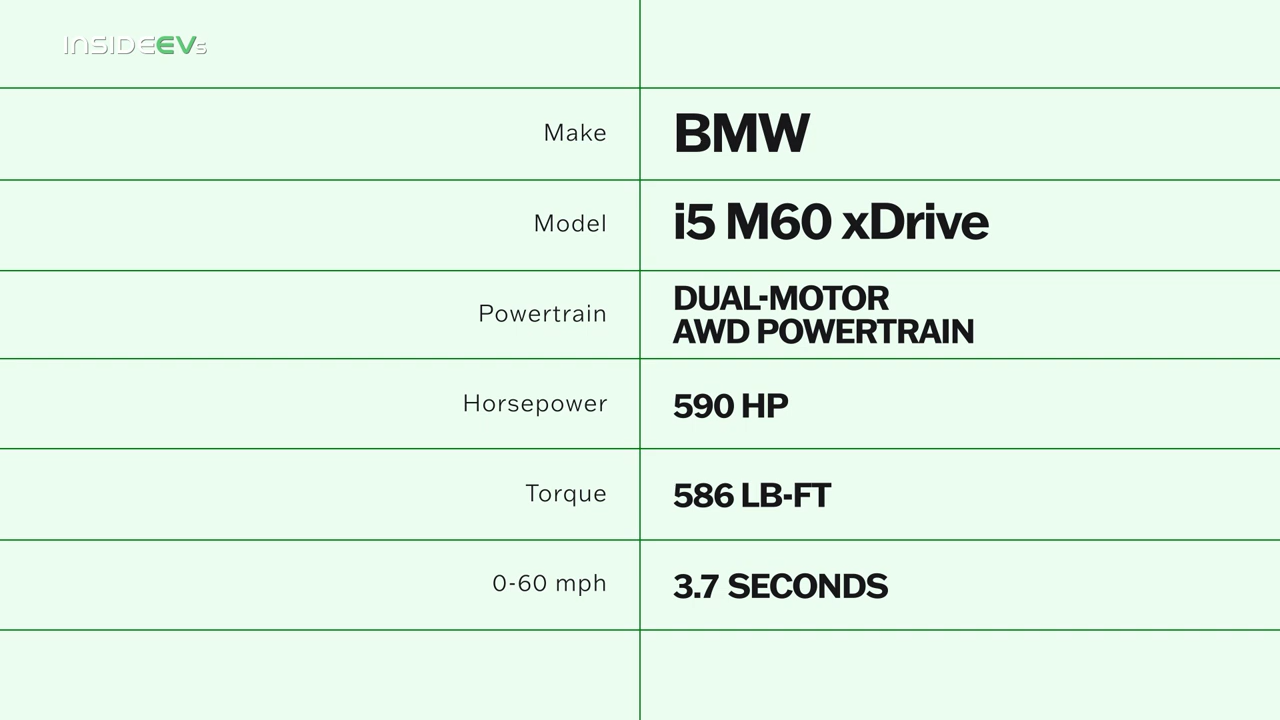 INSIDEEVs
Make
BMW
Model
i5 M60 xDrive
Powertrain
DUAL-MOTOR
AWD POWERTRAIN
Horsepower
590 HP
Torque
586 LB-FT
0-60 mph
3.7 SECONDS